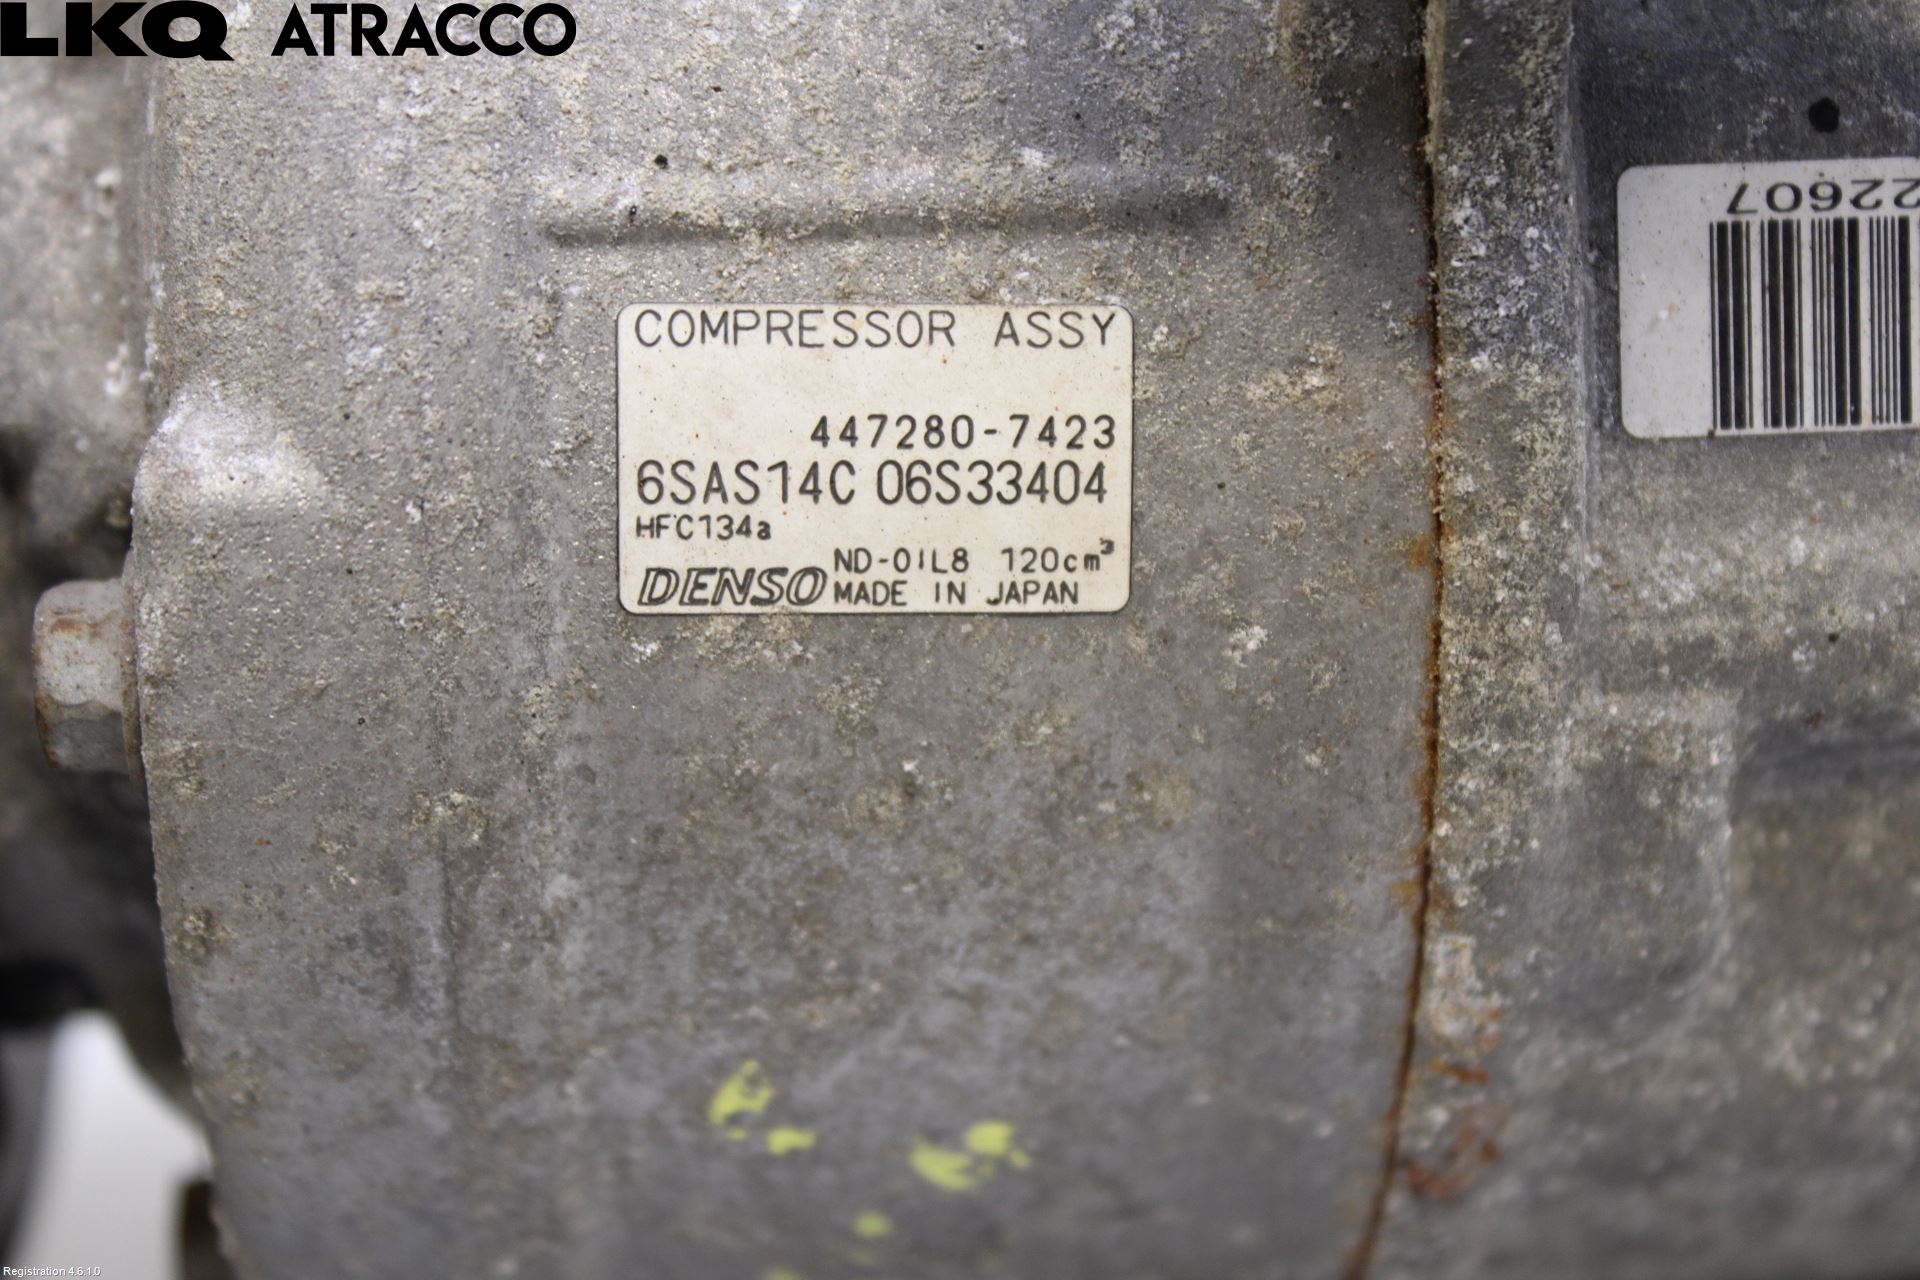 LKQ ATRACCO
22607
COMPRESSOR ASSY
447280-7423
6SAS14C 06S33404
HFC134a
ND-OIL8 120cm³
DENSO MADE IN JAPAN
Registration 4.6.1.0